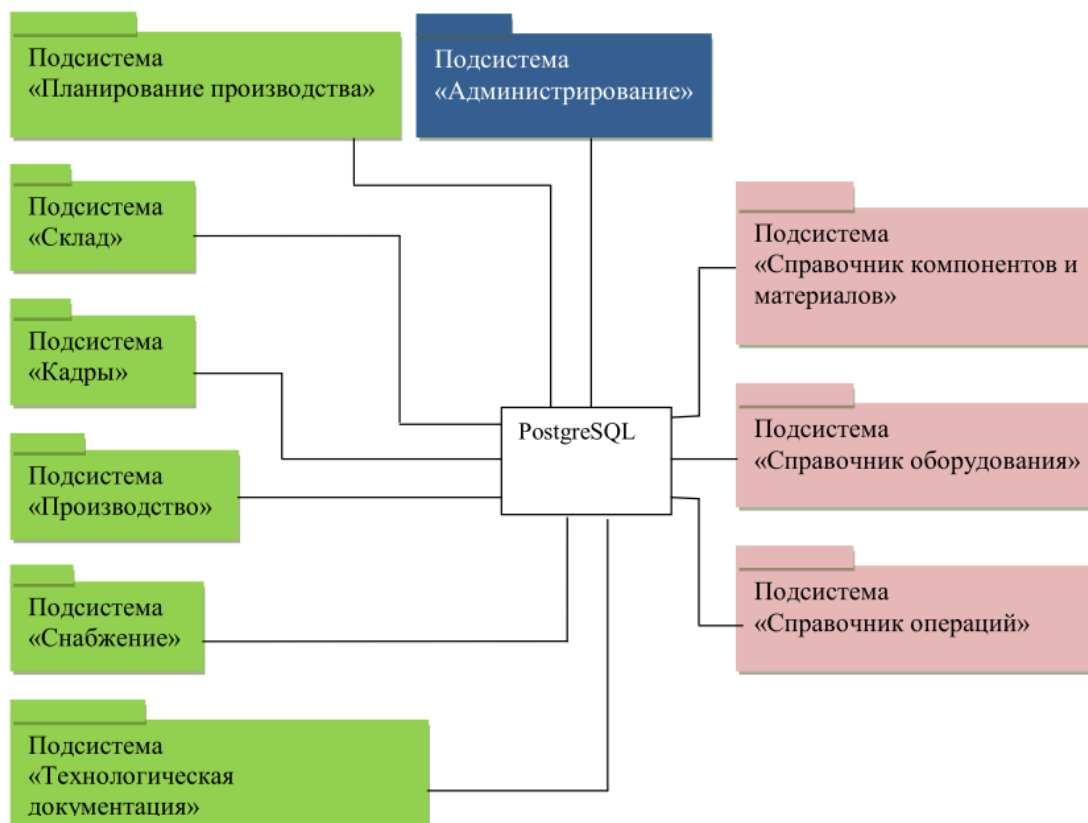 Подсистема
«Планирование производства»
Подсистема
«Администрирование»
Подсистема
«Склад»
Подсистема
«Справочник компонентов и
материалов»
Подсистема
«Кадры»
PostgreSQL
Подсистема
«Справочник оборудования»
Подсистема
«Производство»
Подсистема
«Справочник операций»
Подсистема
«Снабжение»
Подсистема
«Технологическая
документация»